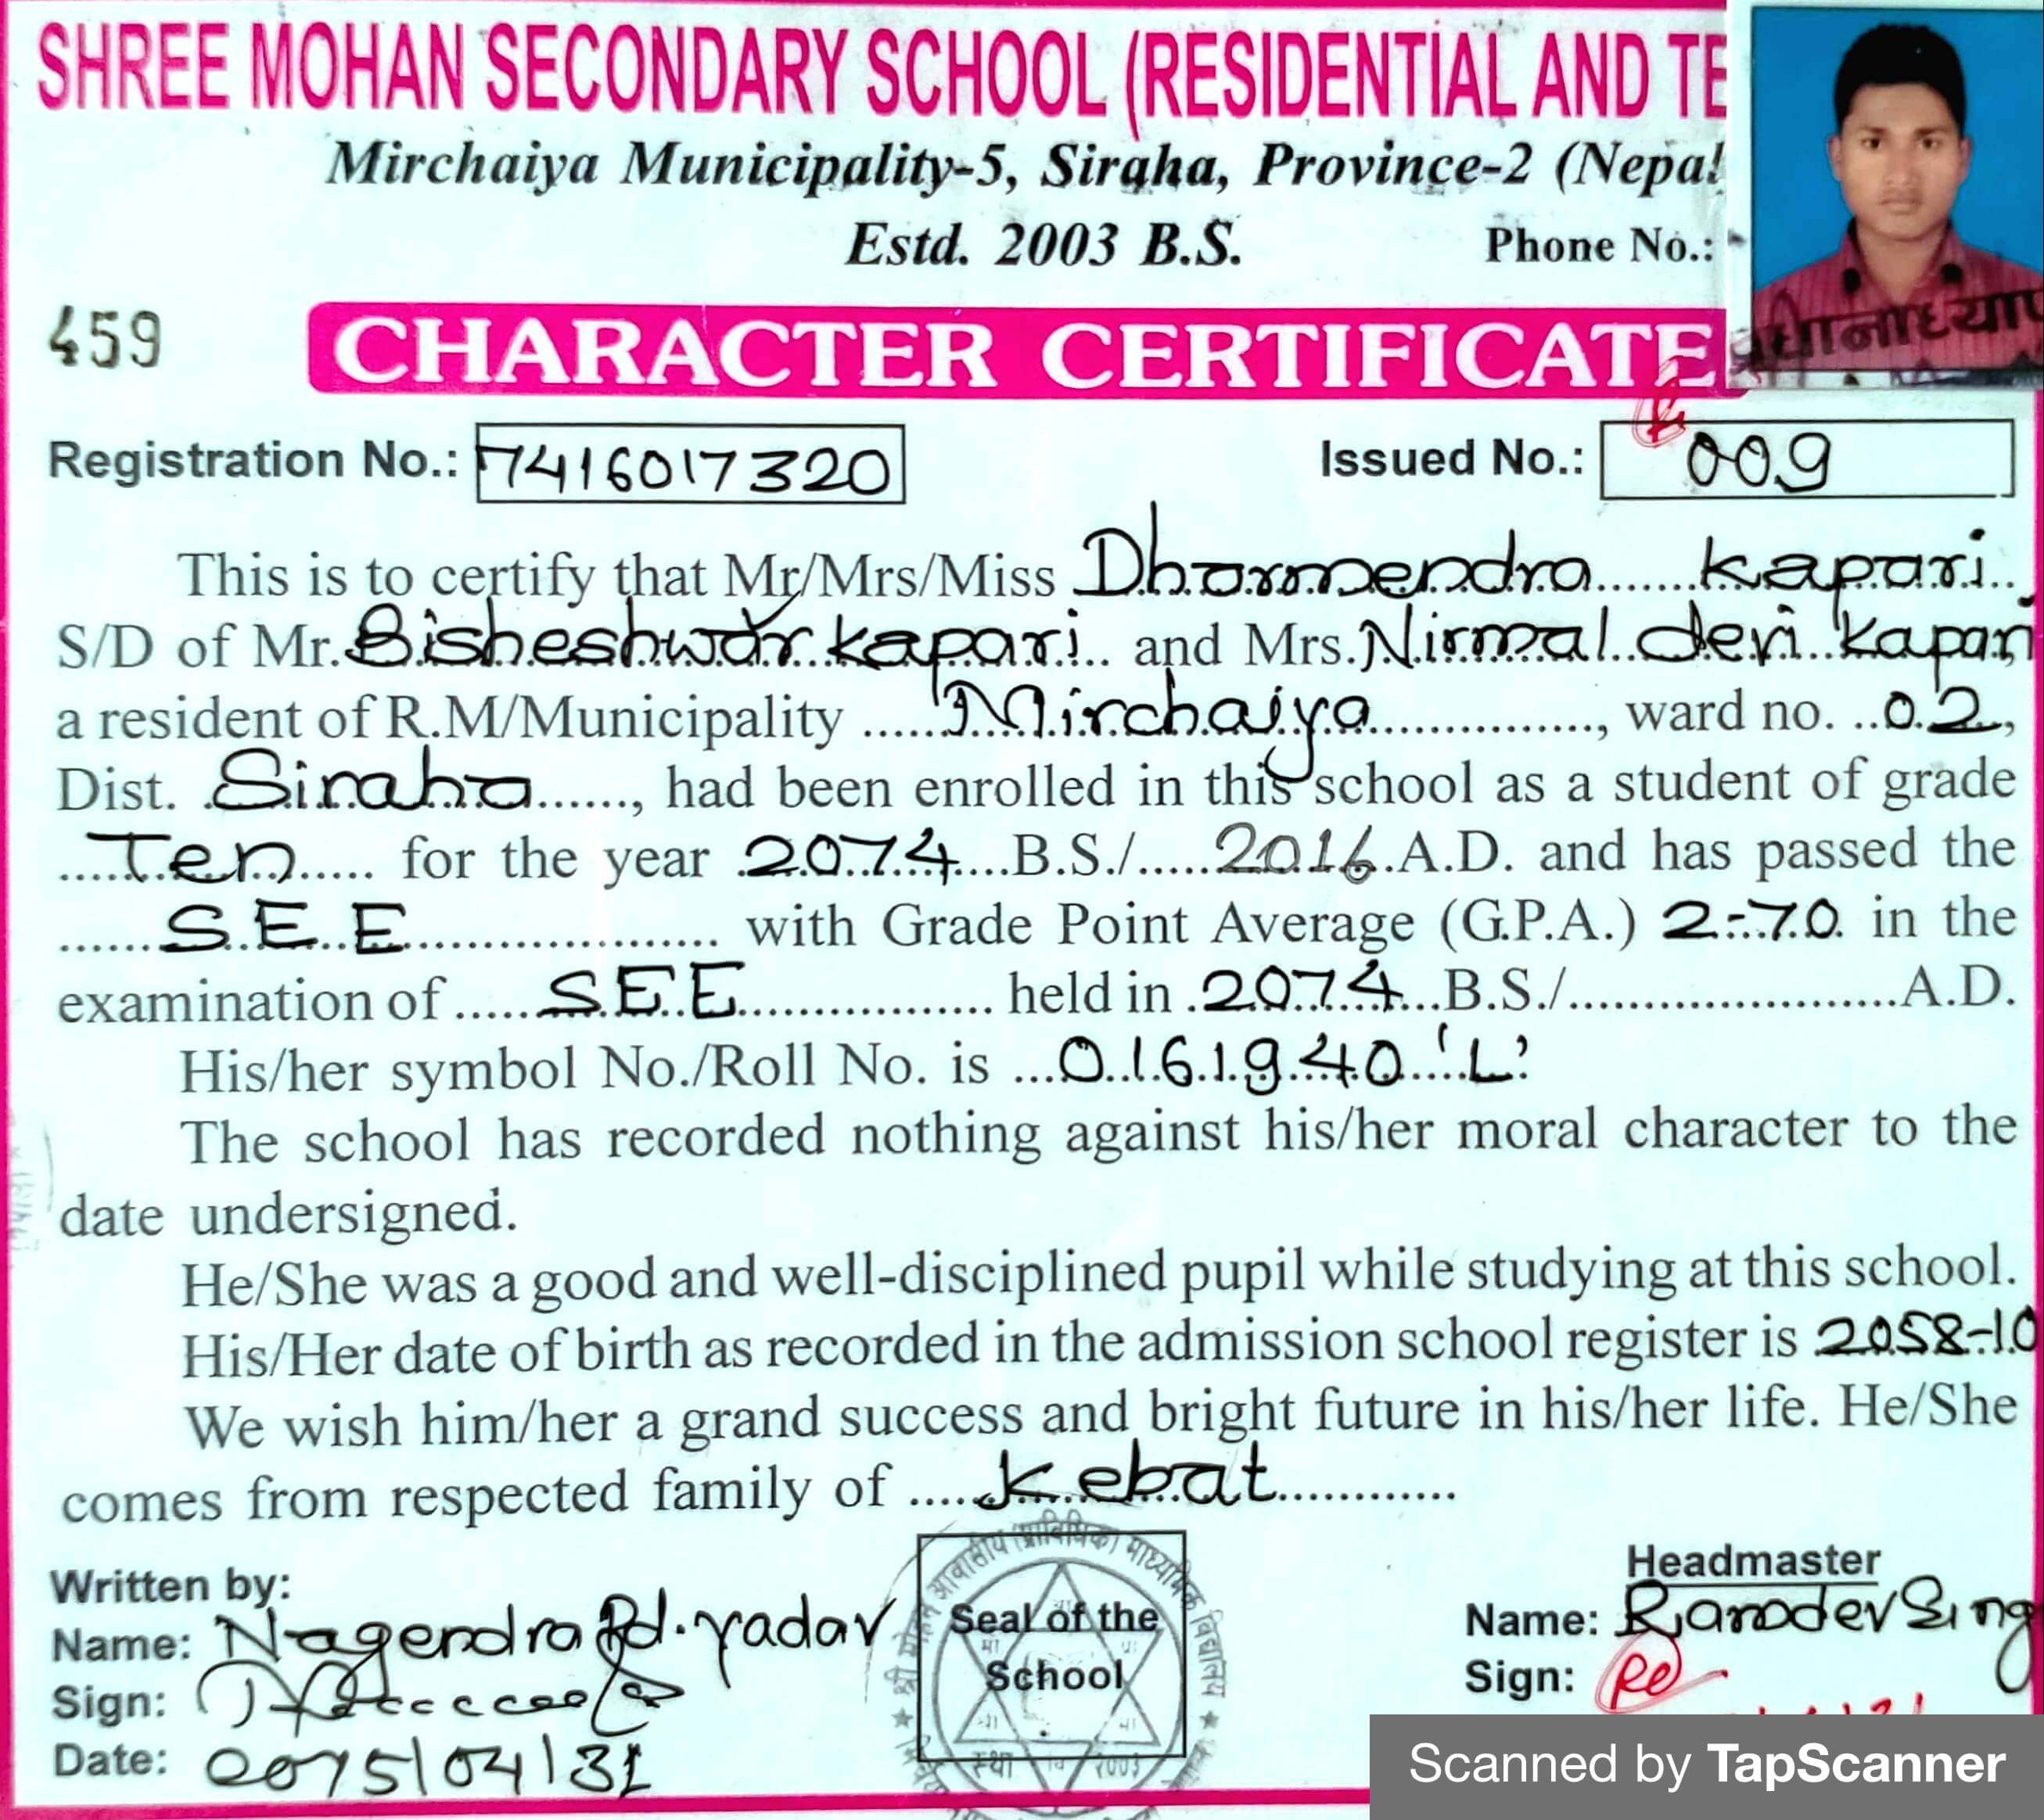 SHREE MOHAN SECONDARY SCHOOL (RESIDENTIAL AND TE
Mirchaiya Municipality-5, Siraha, Province-2 (Nepal
Estd. 2003 B.S. Phone No.:
459 CHARACTER CERTIFICATE
Registration No.: 7416017320 Issued No.: 009
This is to certify that Mr/Mrs/Miss Dharmendra kapari
S/D of Mr. Bisheshwar kapari and Mrs. Nirmal devi kapari
a resident of R.M/Municipality Mirchaiya, ward no. 02,
Dist. Siraha, had been enrolled in this school as a student of grade
Ten for the year 2074 B.S./ 2016 A.D. and has passed the
S.E.E with Grade Point Average (G.P.A.) 2.70 in the
examination of SEE held in 2074 B.S./ A.D.
His/her symbol No./Roll No. is 0161940 'L'
The school has recorded nothing against his/her moral character to the
date undersigned.
He/She was a good and well-disciplined pupil while studying at this school.
His/Her date of birth as recorded in the admission school register is 2058-10
We wish him/her a grand success and bright future in his/her life. He/She
comes from respected family of kebat
Written by: Headmaster
Name: Nagendra Pd. yadav Seal of the School Name: Ramdev Sing
Sign: Sign:
Date: 2075/04/31
Scanned by TapScanner